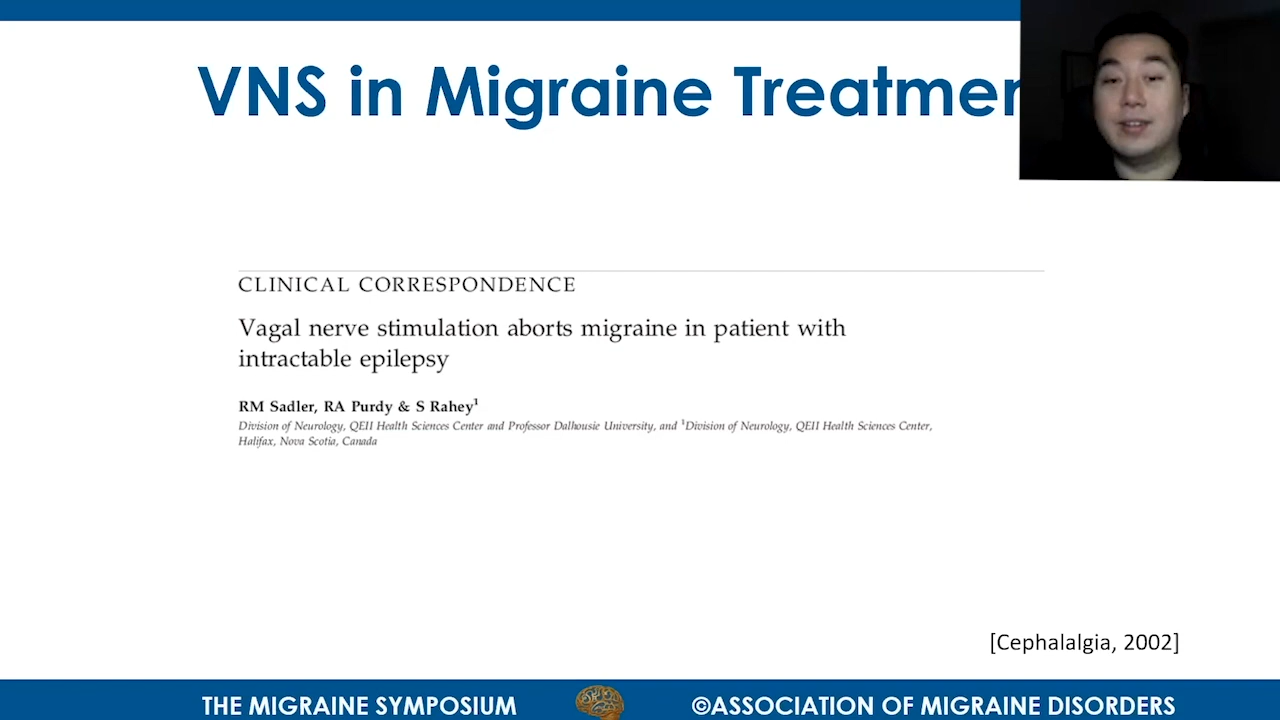 VNS in Migraine Treatmen
CLINICAL CORRESPONDENCE
Vagal nerve stimulation aborts migraine in patient with
intractable epilepsy
RM Sadler, RA Purdy & S Rahey¹
Division of Neurology, QEII Health Sciences Center and Professor Dalhousie University, and ¹Division of Neurology, QEII Health Sciences Center,
Halifax, Nova Scotia, Canada
[Cephalalgia, 2002]
THE MIGRAINE SYMPOSIUM
©ASSOCIATION OF MIGRAINE DISORDERS